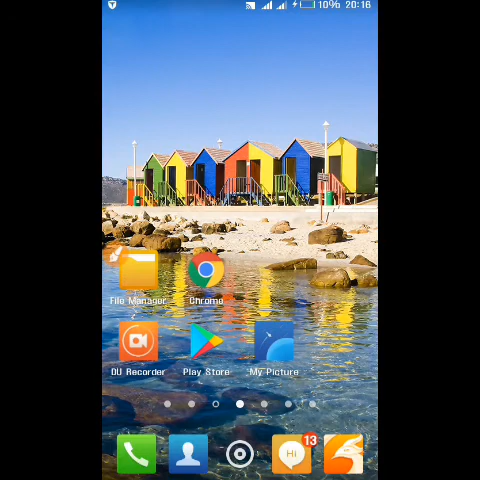 10% 20:16
File Manager
Chrome
DU Recorder
Play Store
My Picture
13
Hi